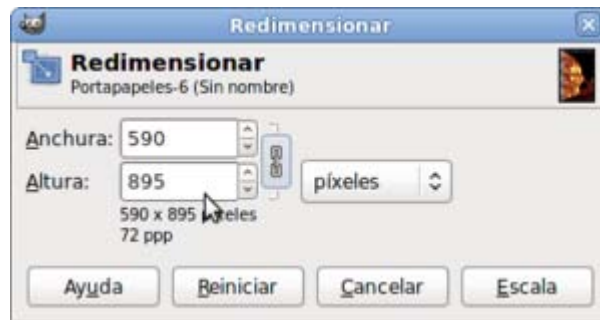 Redimensionar
Redimensionar
Portapapeles-6 (Sin nombre)
Anchura: 590
Altura: 895 píxeles
590 x 895 píxeles
72 ppp
Ayuda Reiniciar Cancelar Escala